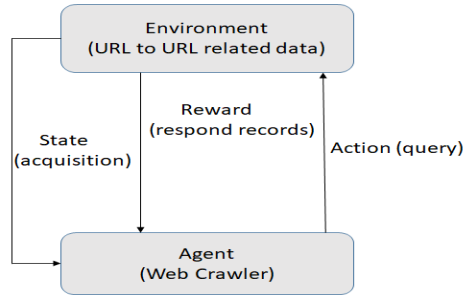 Environment
(URL to URL related data)
Reward
(respond records)
State
(acquisition)
Action (query)
Agent
(Web Crawler)